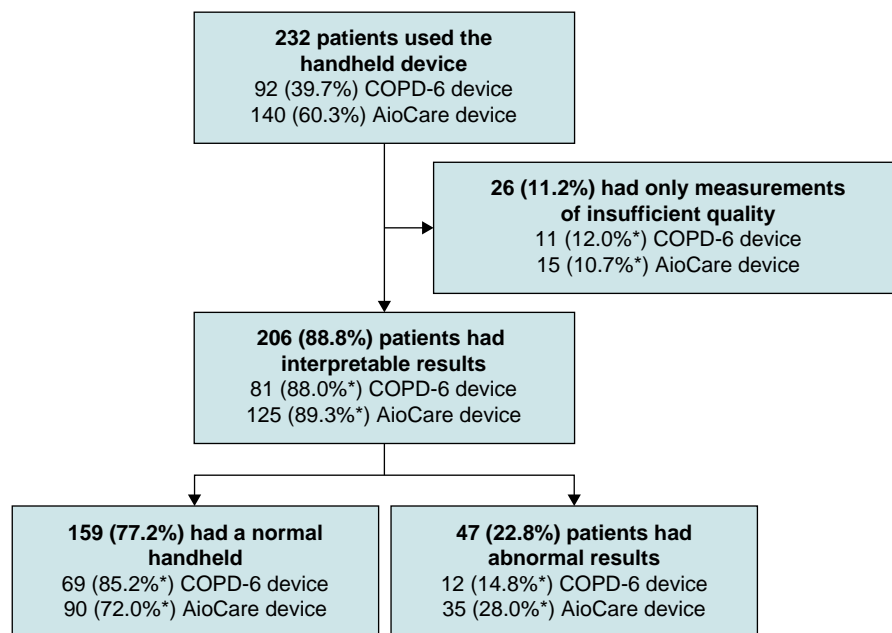 232 patients used the
handheld device
92 (39.7%) COPD-6 device
140 (60.3%) AioCare device
26 (11.2%) had only measurements
of insufficient quality
11 (12.0%*) COPD-6 device
15 (10.7%*) AioCare device
206 (88.8%) patients had
interpretable results
81 (88.0%*) COPD-6 device
125 (89.3%*) AioCare device
159 (77.2%) had a normal
handheld
69 (85.2%*) COPD-6 device
90 (72.0%*) AioCare device
47 (22.8%) patients had
abnormal results
12 (14.8%*) COPD-6 device
35 (28.0%*) AioCare device